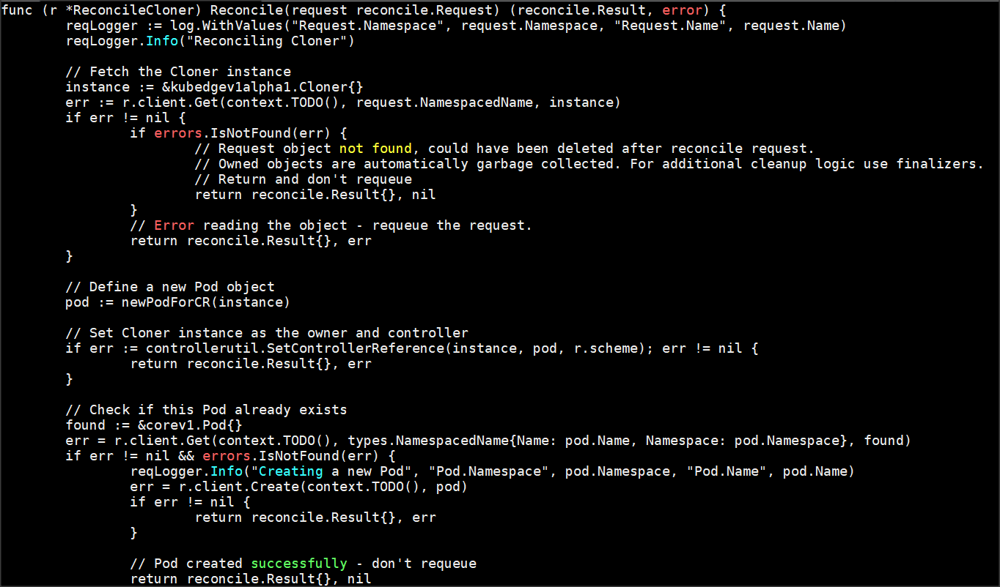 func (r *ReconcileCloner) Reconcile(request reconcile.Request) (reconcile.Result, error) {
        reqLogger := log.WithValues("Request.Namespace", request.Namespace, "Request.Name", request.Name)
        reqLogger.Info("Reconciling Cloner")

        // Fetch the Cloner instance
        instance := &kubedgev1alpha1.Cloner{}
        err := r.client.Get(context.TODO(), request.NamespacedName, instance)
        if err != nil {
                if errors.IsNotFound(err) {
                        // Request object not found, could have been deleted after reconcile request.
                        // Owned objects are automatically garbage collected. For additional cleanup logic use finalizers.
                        // Return and don't requeue
                        return reconcile.Result{}, nil
                }
                // Error reading the object - requeue the request.
                return reconcile.Result{}, err
        }

        // Define a new Pod object
        pod := newPodForCR(instance)

        // Set Cloner instance as the owner and controller
        if err := controllerutil.SetControllerReference(instance, pod, r.scheme); err != nil {
                return reconcile.Result{}, err
        }

        // Check if this Pod already exists
        found := &corev1.Pod{}
        err = r.client.Get(context.TODO(), types.NamespacedName{Name: pod.Name, Namespace: pod.Namespace}, found)
        if err != nil && errors.IsNotFound(err) {
                reqLogger.Info("Creating a new Pod", "Pod.Namespace", pod.Namespace, "Pod.Name", pod.Name)
                err = r.client.Create(context.TODO(), pod)
                if err != nil {
                        return reconcile.Result{}, err
                }

                // Pod created successfully - don't requeue
                return reconcile.Result{}, nil